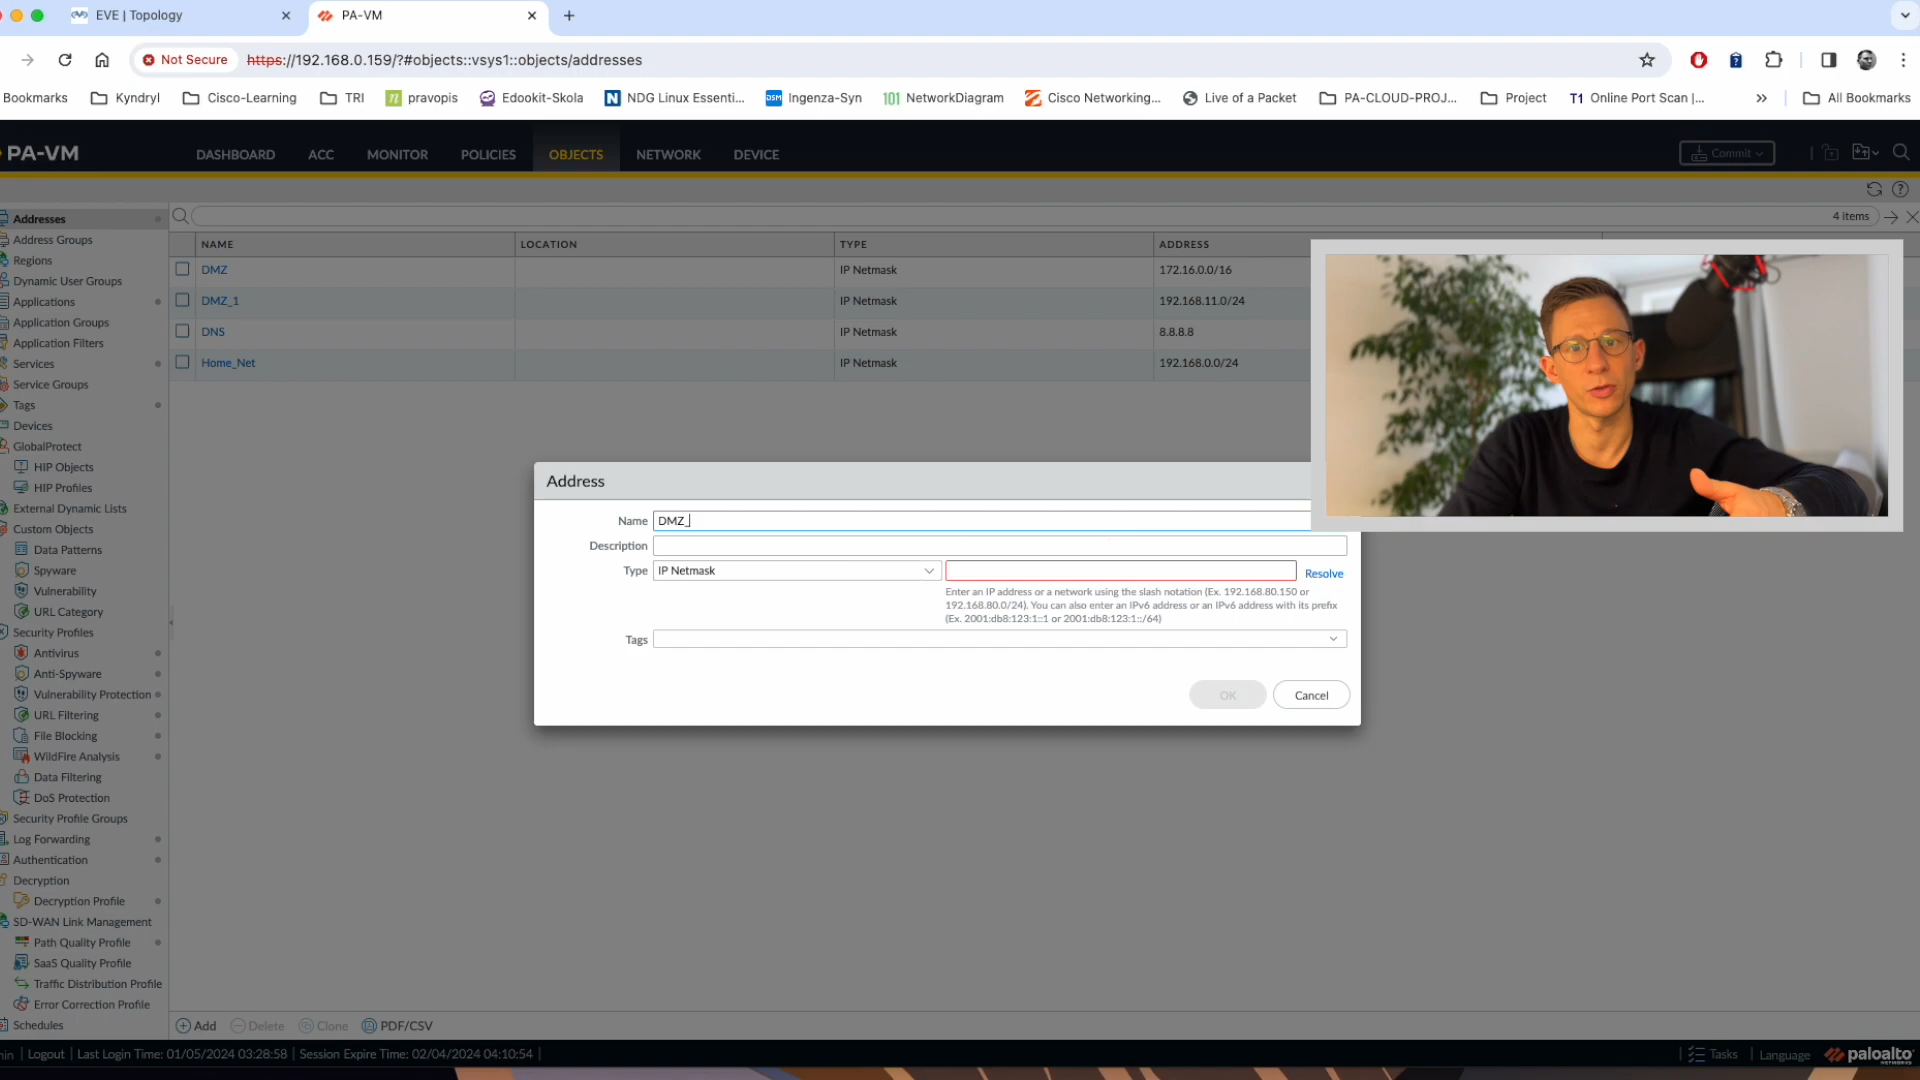 EVE | Topology
PA-VM
Not Secure
https://192.168.0.159/?#objects::vsys1::objects/addresses
Bookmarks
Kyndryl
Cisco-Learning
TRI
pravopis
Edookit-Skola
NDG Linux Essenti...
Ingenza-Syn
NetworkDiagram
Cisco Networking...
Live of a Packet
PA-CLOUD-PROJ...
Project
Online Port Scan |...
All Bookmarks
PA-VM
DASHBOARD
ACC
MONITOR
POLICIES
OBJECTS
NETWORK
DEVICE
Commit
4 items
NAME LOCATION TYPE ADDRESS
DMZ IP Netmask 172.16.0.0/16
DMZ_1 IP Netmask 192.168.11.0/24
DNS IP Netmask 8.8.8.8
Home_Net IP Netmask 192.168.0.0/24
Addresses
Address Groups
Regions
Dynamic User Groups
Applications
Application Groups
Application Filters
Services
Service Groups
Tags
Devices
GlobalProtect
HIP Objects
HIP Profiles
External Dynamic Lists
Custom Objects
Data Patterns
Spyware
Vulnerability
URL Category
Security Profiles
Antivirus
Anti-Spyware
Vulnerability Protection
URL Filtering
File Blocking
WildFire Analysis
Data Filtering
DoS Protection
Security Profile Groups
Log Forwarding
Authentication
Decryption
Decryption Profile
SD-WAN Link Management
Path Quality Profile
SaaS Quality Profile
Traffic Distribution Profile
Error Correction Profile
Schedules
Address
Name DMZ_
Description
Type IP Netmask
Resolve
Enter an IP address or a network using the slash notation (Ex. 192.168.80.150 or
192.168.80.0/24). You can also enter an IPv6 address or an IPv6 address with its prefix
(Ex. 2001:db8:123:1::1 or 2001:db8:123:1::/64)
Tags
OK
Cancel
Add
Delete
Clone
PDF/CSV
min | Logout | Last Login Time: 01/05/2024 03:28:58 | Session Expire Time: 02/04/2024 04:10:54 |
Tasks | Language
paloalto
NETWORKS